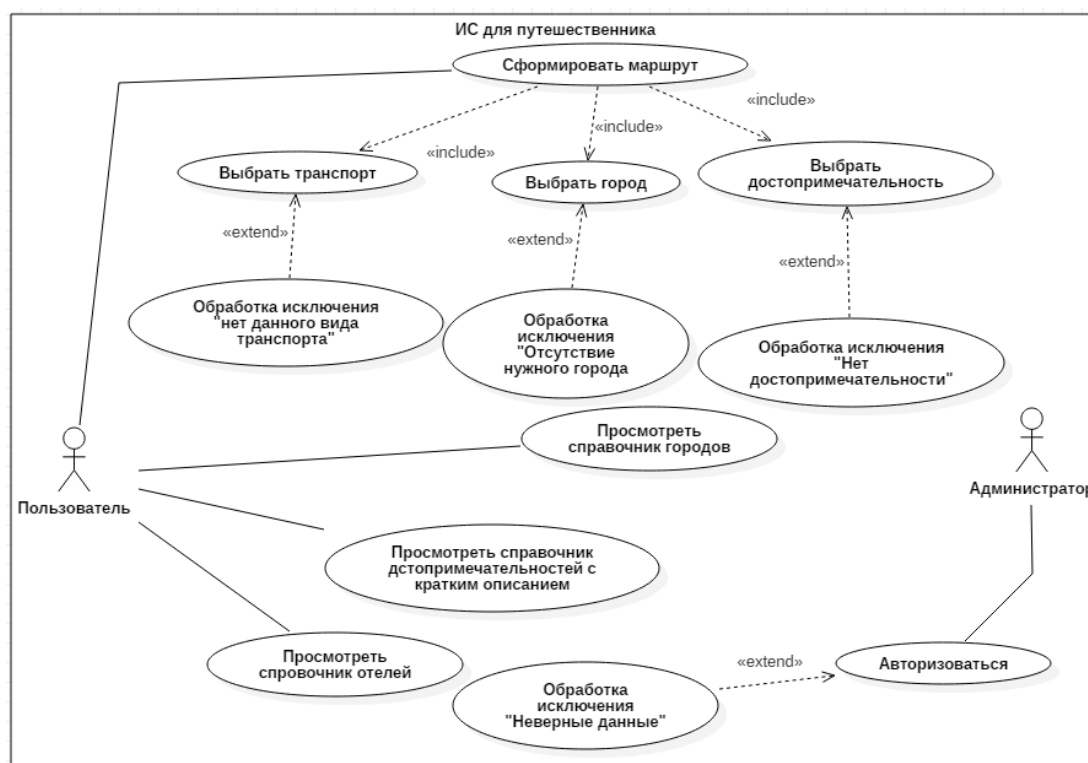 ИС для путешественника
Сформировать маршрут
«include»
«include»
«include»
Выбрать транспорт
Выбрать город
Выбрать
достопримечательность
«extend»
«extend»
«extend»
Обработка исключения
"нет данного вида
транспорта"
Обработка
исключения
"Отсутствие
нужного города
Обработка исключения
"Нет
достопримечательности"
Просмотреть
справочник городов
Пользователь
Администратор
Просмотреть справочник
дстопримечательностей с
кратким описанием
Просмотреть
спровочник отелей
Обработка
исключения
"Неверные данные"
«extend»
Авторизоваться